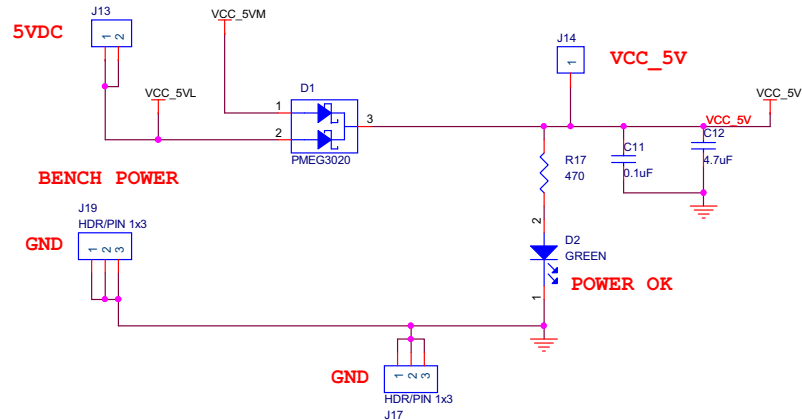 J13
5VDC
1 2
VCC_5VM
VCC_5VL
D1
1
2
3
PMEG3020
J14
1
VCC_5V
VCC_5V
VCC_5V
R17
470
C11
0.1uF
C12
4.7uF
BENCH POWER
J19
HDR/PIN 1x3
GND
1 2 3
2
D2
GREEN
POWER OK
1
GND
1 2 3
HDR/PIN 1x3
J17